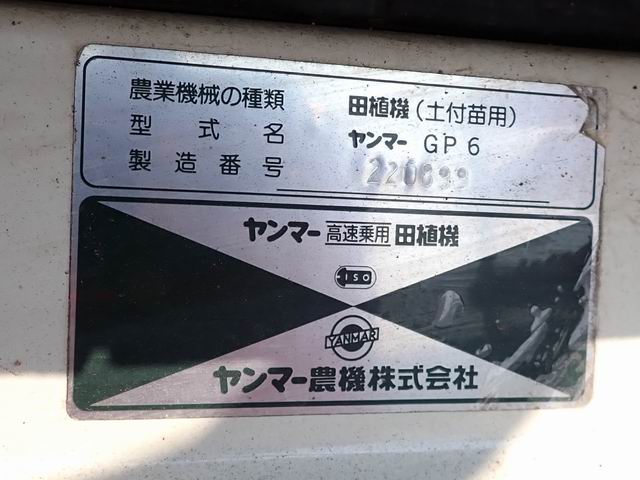 農業機械の種類 田植機(土付苗用)
型式名 ヤンマー GP6
製造番号 220699
ヤンマー高速乗用田植機
ISO
YANMAR
ヤンマー農機株式会社